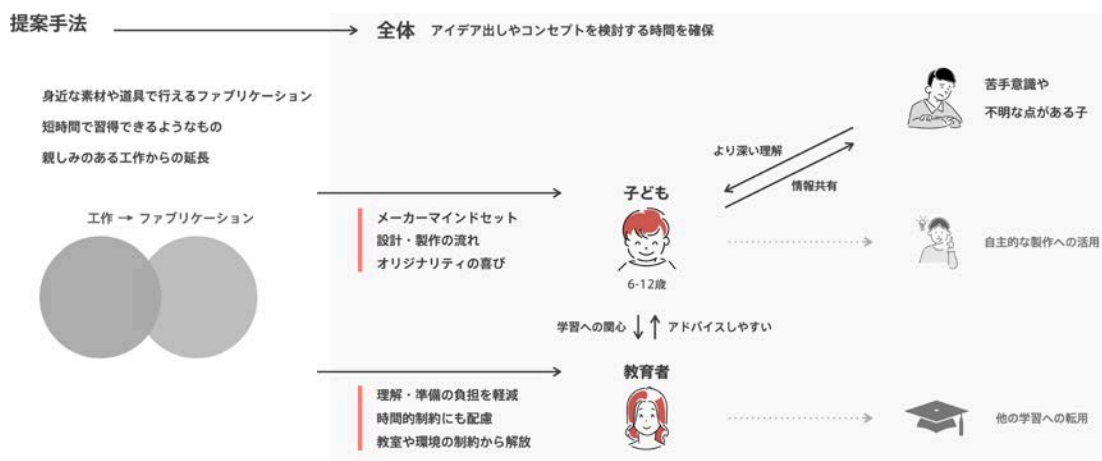 提案手法
全体 アイデア出しやコンセプトを検討する時間を確保
身近な素材や道具で行えるファブリケーション
短時間で習得できるようなもの
親しみのある工作からの延長
工作 → ファブリケーション
メーカーマインドセット
設計・製作の流れ
オリジナリティの喜び
子ども
6-12歳
より深い理解
情報共有
苦手意識や
不明な点がある子
自主的な製作への活用
学習への関心
アドバイスしやすい
理解・準備の負担を軽減
時間的制約にも配慮
教室や環境の制約から解放
教育者
他の学習への転用